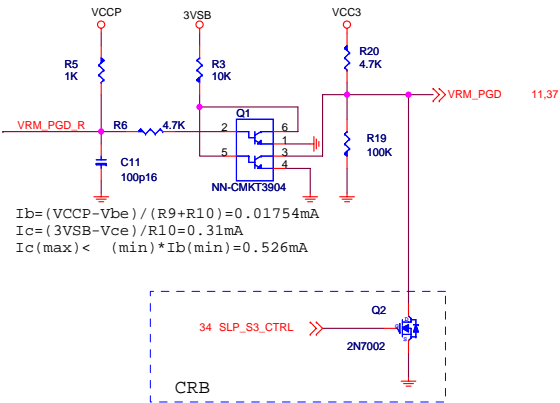 VCCP 3VSB VCC3
R5
1K
R3
10K
R20
4.7K
VRM_PGD 11,37
Q1
VRM_PGD_R R6 4.7K 2 6
1
5 3
4
R19
100K
C11
100p16
NN-CMKT3904
Ib=(VCCP-Vbe)/(R9+R10)=0.01754mA
Ic=(3VSB-Vce)/R10=0.31mA
Ic(max)< (min)*Ib(min)=0.526mA
Q2
34 SLP_S3_CTRL
2N7002
CRB